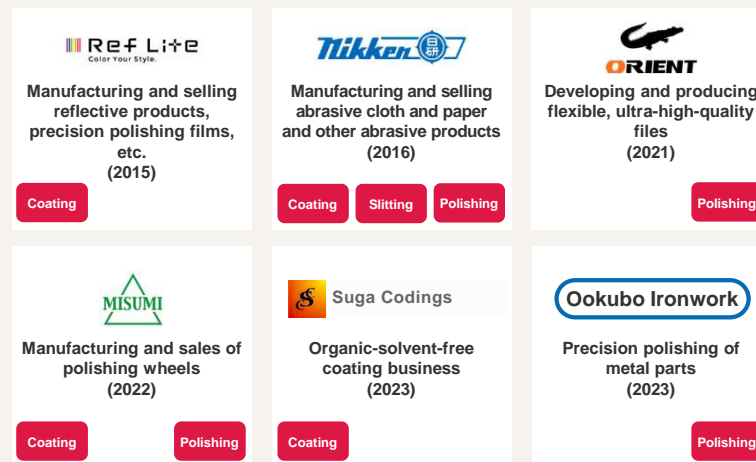 Ref Lite
Color Your Style.
Manufacturing and selling
reflective products,
precision polishing films,
etc.
(2015)
Coating
Nikken 日研
Manufacturing and selling
abrasive cloth and paper
and other abrasive products
(2016)
Coating
Slitting
Polishing
ORIENT
Developing and producing
flexible, ultra-high-quality
files
(2021)
Polishing
MISUMI
Manufacturing and sales of
polishing wheels
(2022)
Coating
Polishing
Suga Codings
Organic-solvent-free
coating business
(2023)
Coating
Ookubo Ironwork
Precision polishing of
metal parts
(2023)
Polishing